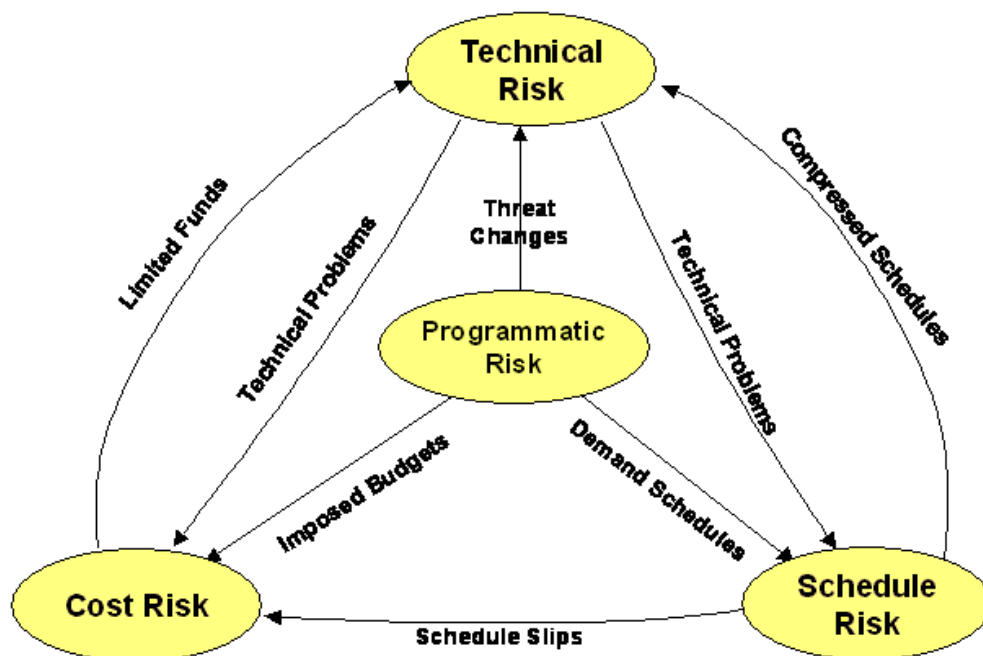 Technical
Risk
Limited Funds
Technical Problems
Threat
Changes
Technical Problems
Compressed Schedules
Programmatic
Risk
Imposed Budgets
Demand Schedules
Cost Risk
Schedule Slips
Schedule
Risk